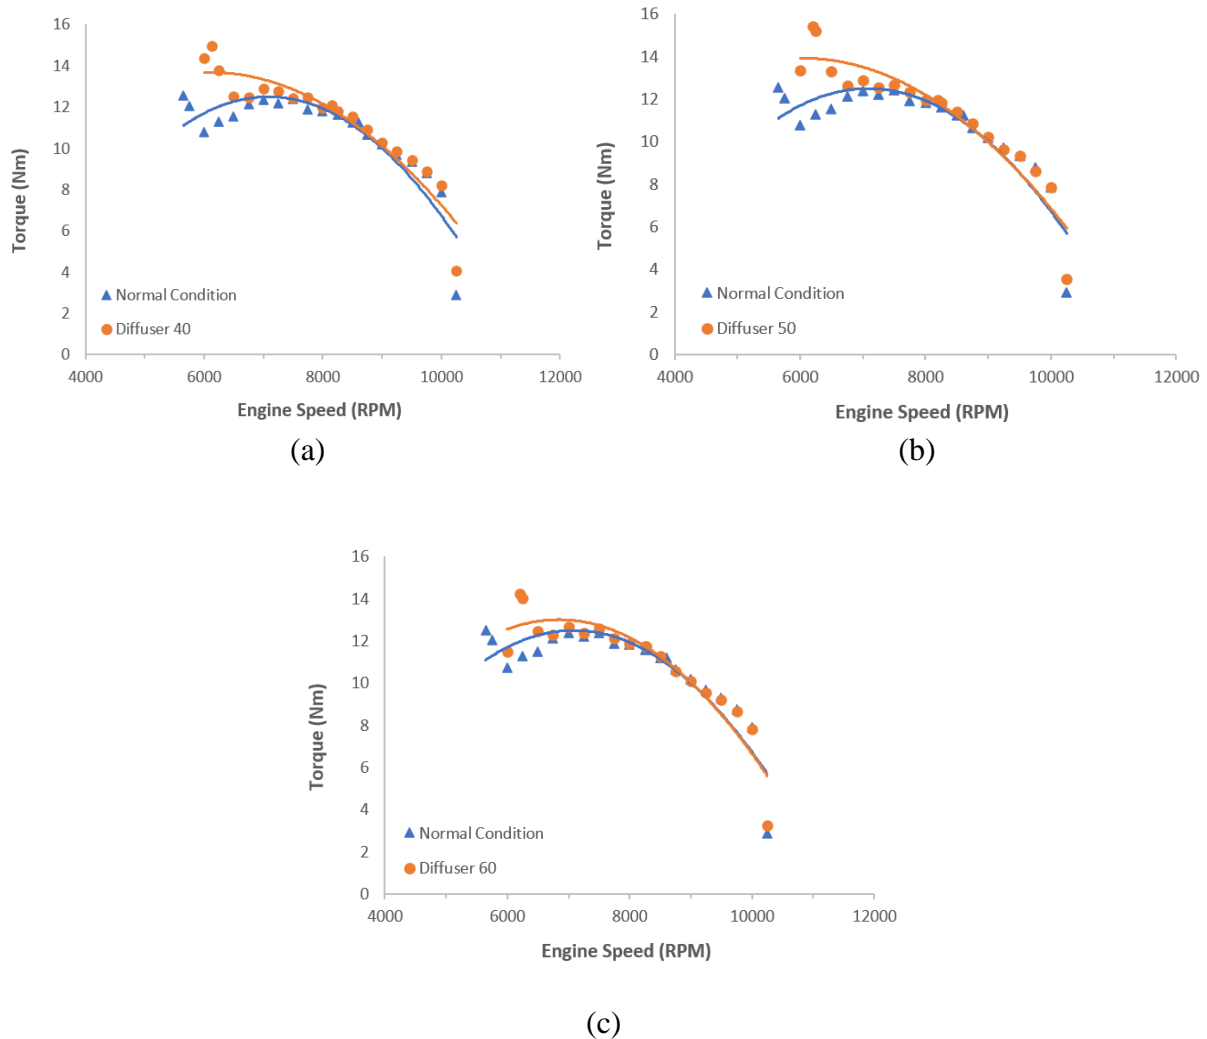 16
14
12
10
8
6
4
2
0
Torque (Nm)
Normal Condition
Diffuser 40
4000 6000 8000 10000 12000
Engine Speed (RPM)
(a)
16
14
12
10
8
6
4
2
0
Torque (Nm)
Normal Condition
Diffuser 50
4000 6000 8000 10000 12000
Engine Speed (RPM)
(b)
16
14
12
10
8
6
4
2
0
Torque (Nm)
Normal Condition
Diffuser 60
4000 6000 8000 10000 12000
Engine Speed (RPM)
(c)